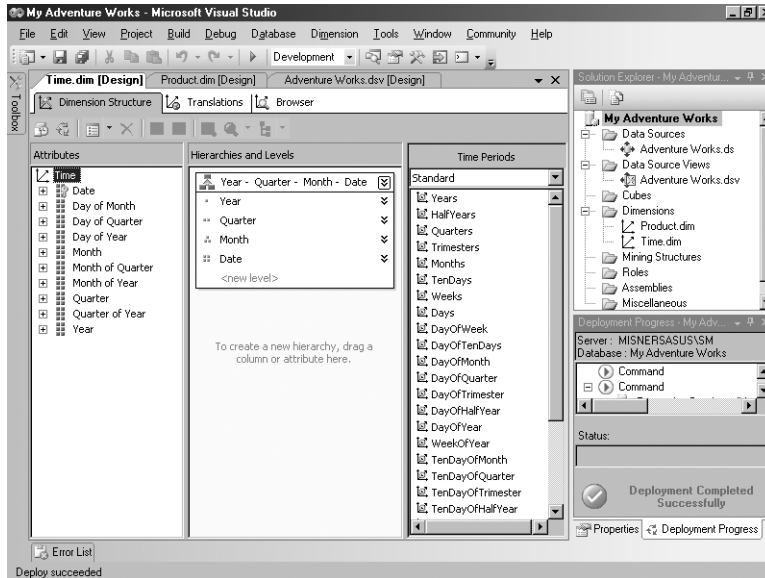 My Adventure Works - Microsoft Visual Studio
File Edit View Project Build Debug Database Dimension Tools Window Community Help
Development
Toolbox
Time.dim [Design] Product.dim [Design] Adventure Works.dsv [Design]
Dimension Structure Translations Browser
Attributes
Time
Date
Day of Month
Day of Quarter
Day of Year
Month
Month of Quarter
Month of Year
Quarter
Quarter of Year
Year
Hierarchies and Levels
Year - Quarter - Month - Date
Year
Quarter
Month
Date
<new level>
To create a new hierarchy, drag a
column or attribute here.
Time Periods
Standard
Years
HalfYears
Quarters
Trimesters
Months
TenDays
Weeks
Days
DayOfWeek
DayOfTenDays
DayOfMonth
DayOfQuarter
DayOfTrimester
DayOfHalfYear
DayOfYear
WeekOfYear
TenDayOfMonth
TenDayOfQuarter
TenDayOfTrimester
TenDayOfHalfYear
Solution Explorer - My Adventur...
My Adventure Works
Data Sources
Adventure Works.ds
Data Source Views
Adventure Works.dsv
Cubes
Dimensions
Product.dim
Time.dim
Mining Structures
Roles
Assemblies
Miscellaneous
Deployment Progress - My Adv...
Server : MISNERSASUS\SM
Database : My Adventure Works
Command
Command
Status:
Deployment Completed
Successfully
Properties Deployment Progress
Error List
Deploy succeeded